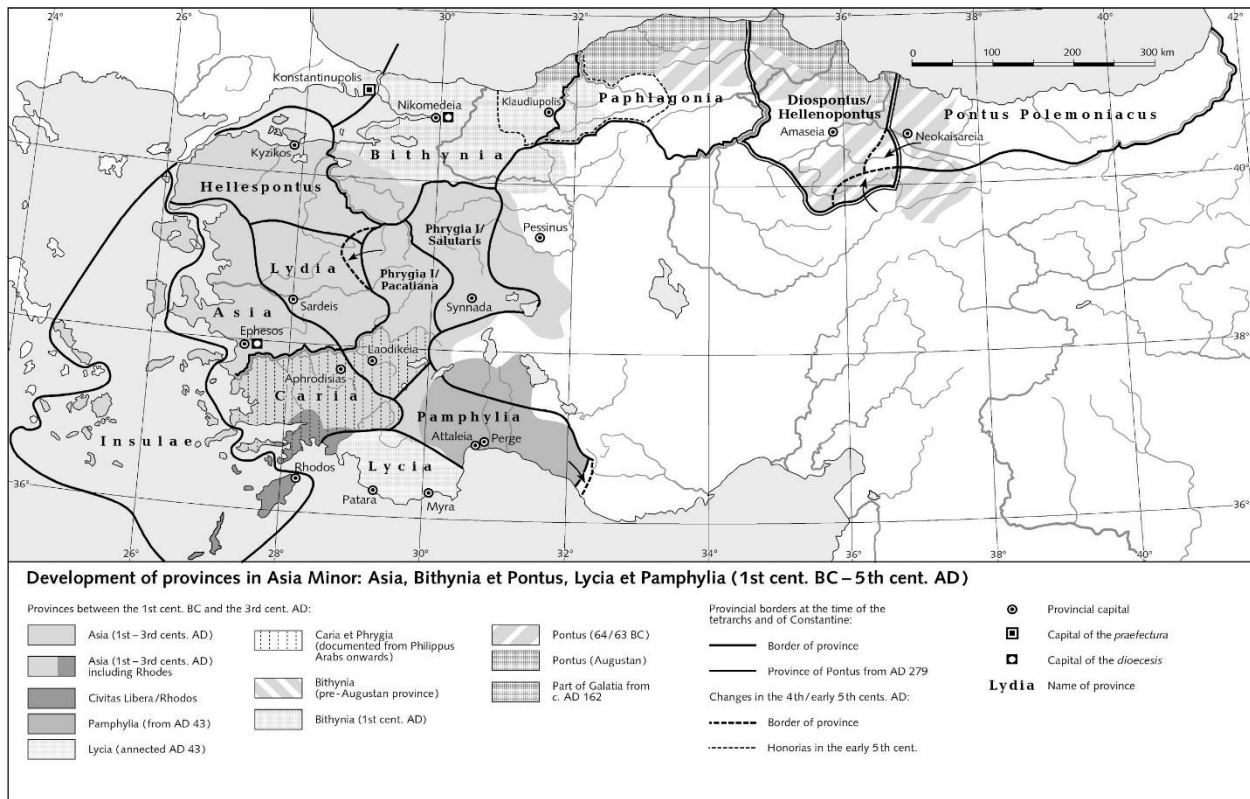 24°
26°
28°
30°
32°
34°
36°
38°
40°
42°
0
100
200
300 km
Konstantinupolis
Nikomedeia
Klaudiupolis
Paphlagonia
Diospontus/
Hellenopontus
Amaseia
Pontus Polemoniacus
Neokaisareia
Kyzikos
Bithynia
Hellespontus
40°
Phrygia I/
Salutaris
Pessinus
Lydia
Phrygia I/
Pacatiana
Sardeis
Synnada
Asia
Ephesos
38°
38°
Laodikeia
Aphrodisias
Caria
Pamphylia
Insulae
Attaleia
Perge
Rhodos
Lycia
36°
36°
Patara
Myra
26°
28°
30°
32°
34°
36°
38°
40°
Development of provinces in Asia Minor: Asia, Bithynia et Pontus, Lycia et Pamphylia (1st cent. BC – 5th cent. AD)
Provinces between the 1st cent. BC and the 3rd cent. AD:
Asia (1st – 3rd cents. AD)
Asia (1st – 3rd cents. AD)
including Rhodes
Civitas Libera/Rhodos
Pamphylia (from AD 43)
Lycia (annected AD 43)
Caria et Phrygia
(documented from Philippus
Arabs onwards)
Bithynia
(pre-Augustan province)
Bithynia (1st cent. AD)
Pontus (64/63 BC)
Pontus (Augustan)
Part of Galatia from
c. AD 162
Provincial borders at the time of the
tetrarchs and of Constantine:
Border of province
Province of Pontus from AD 279
Changes in the 4th/early 5th cents. AD:
Border of province
Honorias in the early 5th cent.
Provincial capital
Capital of the praefectura
Capital of the dioecesis
Lydia
Name of province